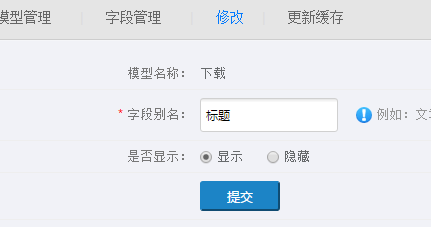 模型管理 字段管理 修改 更新缓存
模型名称： 下载
* 字段别名： 标题 例如：文
是否显示： 显示 隐藏
提交